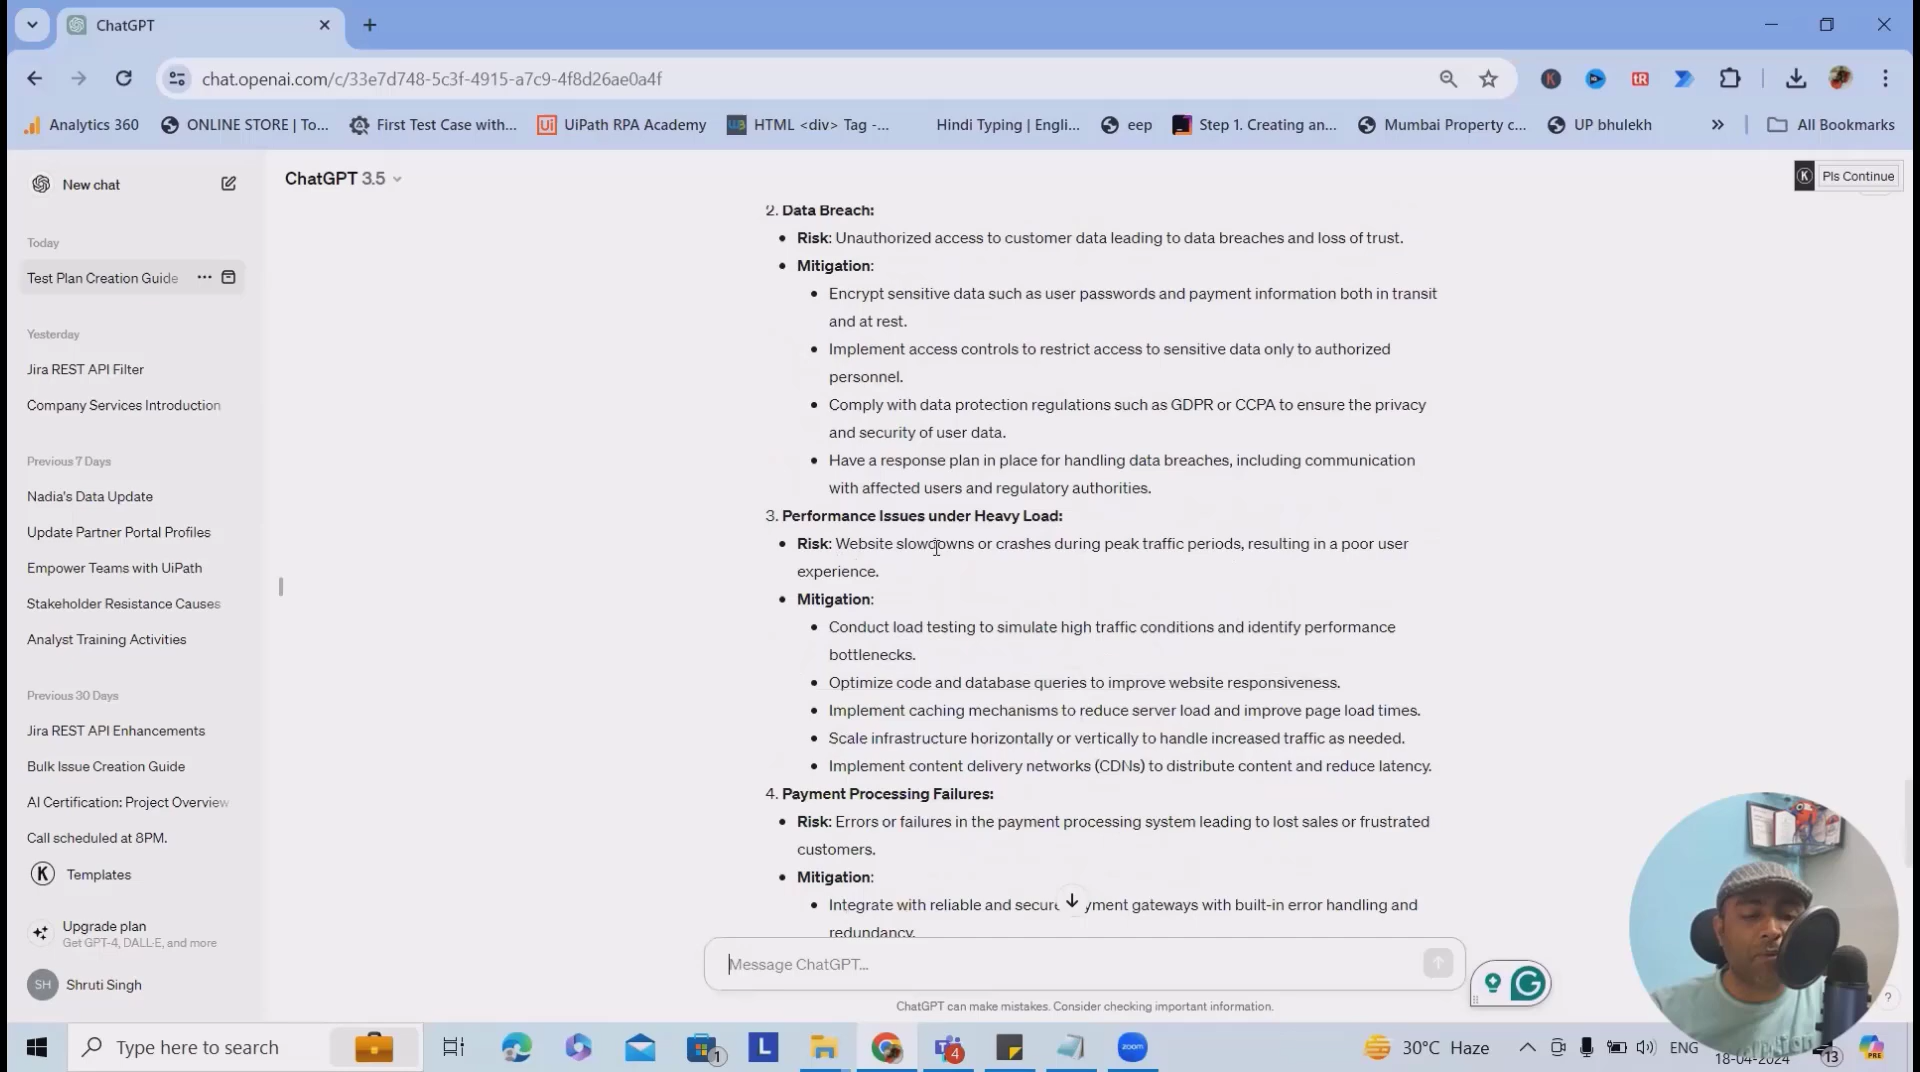 ChatGPT
chat.openai.com/c/33e7d748-5c3f-4915-a7c9-4f8d26ae0a4f
Analytics 360
ONLINE STORE | To...
First Test Case with...
UiPath RPA Academy
HTML <div> Tag -...
Hindi Typing | Engli...
eep
Step 1. Creating an...
Mumbai Property c...
UP bhulekh
All Bookmarks
New chat
Today
Test Plan Creation Guide
Yesterday
Jira REST API Filter
Company Services Introduction
Previous 7 Days
Nadia's Data Update
Update Partner Portal Profiles
Empower Teams with UiPath
Stakeholder Resistance Causes
Analyst Training Activities
Previous 30 Days
Jira REST API Enhancements
Bulk Issue Creation Guide
AI Certification: Project Overview
Call scheduled at 8PM.
K Templates
Upgrade plan
Get GPT-4, DALL·E, and more
SH Shruti Singh
ChatGPT 3.5
K Pls Continue
2. Data Breach:
• Risk: Unauthorized access to customer data leading to data breaches and loss of trust.
• Mitigation:
• Encrypt sensitive data such as user passwords and payment information both in transit
and at rest.
• Implement access controls to restrict access to sensitive data only to authorized
personnel.
• Comply with data protection regulations such as GDPR or CCPA to ensure the privacy
and security of user data.
• Have a response plan in place for handling data breaches, including communication
with affected users and regulatory authorities.
3. Performance Issues under Heavy Load:
• Risk: Website slowdowns or crashes during peak traffic periods, resulting in a poor user
experience.
• Mitigation:
• Conduct load testing to simulate high traffic conditions and identify performance
bottlenecks.
• Optimize code and database queries to improve website responsiveness.
• Implement caching mechanisms to reduce server load and improve page load times.
• Scale infrastructure horizontally or vertically to handle increased traffic as needed.
• Implement content delivery networks (CDNs) to distribute content and reduce latency.
4. Payment Processing Failures:
• Risk: Errors or failures in the payment processing system leading to lost sales or frustrated
customers.
• Mitigation:
• Integrate with reliable and secure payment gateways with built-in error handling and
redundancy.
Message ChatGPT...
ChatGPT can make mistakes. Consider checking important information.
?
Type here to search
1
L
4
zoom
30°C Haze
ENG
18-04-2024
13
PRE